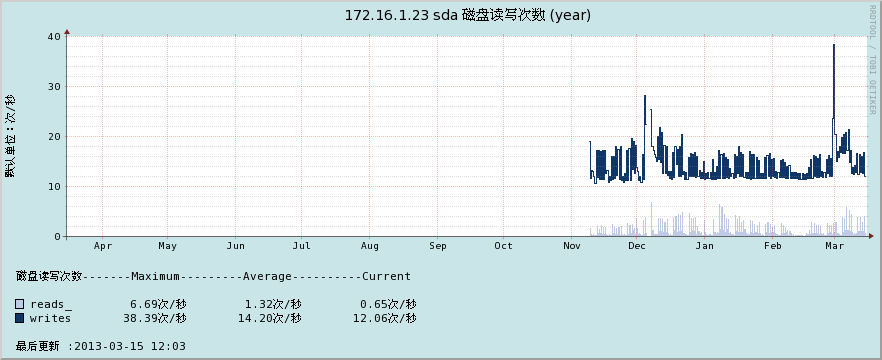 172.16.1.23 sda 磁盘读写次数 (year)
RRDTOOL / TOBI OETIKER
默认单位：次/秒
40
30
20
10
0
Apr May Jun Jul Aug Sep Oct Nov Dec Jan Feb Mar
磁盘读写次数-------Maximum---------Average----------Current
reads_ 6.69次/秒 1.32次/秒 0.65次/秒
writes 38.39次/秒 14.20次/秒 12.06次/秒
最后更新 :2013-03-15 12:03